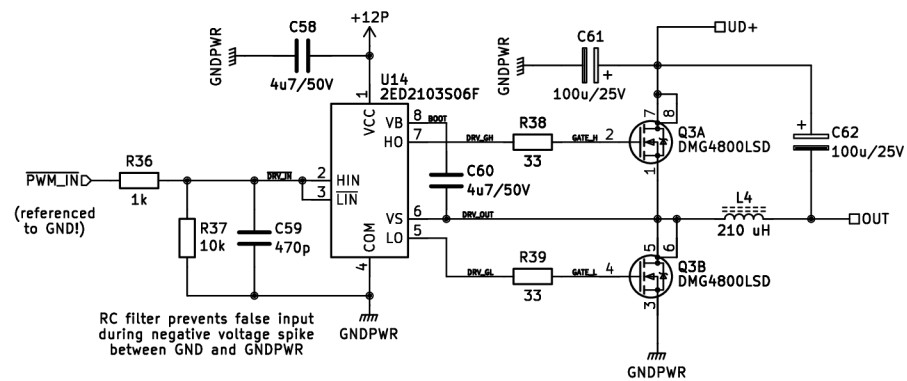 C58
+12P
GNDPWR
4u7/50V
U14
2ED2103S06F
1
VCC
VB
8
BOOT
HO
7
DRV_GH
R38
33
GATE_H
2
GNDPWR
C61
+
100u/25V
UD+
7
8
Q3A
DMG4800LSD
1
+
C62
100u/25V
PWM_IN
R36
1k
(referenced
to GND!)
R37
10k
C59
470p
DRV_IN
2
HIN
3
LIN
C60
4u7/50V
VS
6
DRV_OUT
LO
5
COM
4
L4
210 uH
OUT
DRV_GL
R39
33
GATE_L
4
5
6
Q3B
DMG4800LSD
3
GNDPWR
GNDPWR
RC filter prevents false input
during negative voltage spike
between GND and GNDPWR